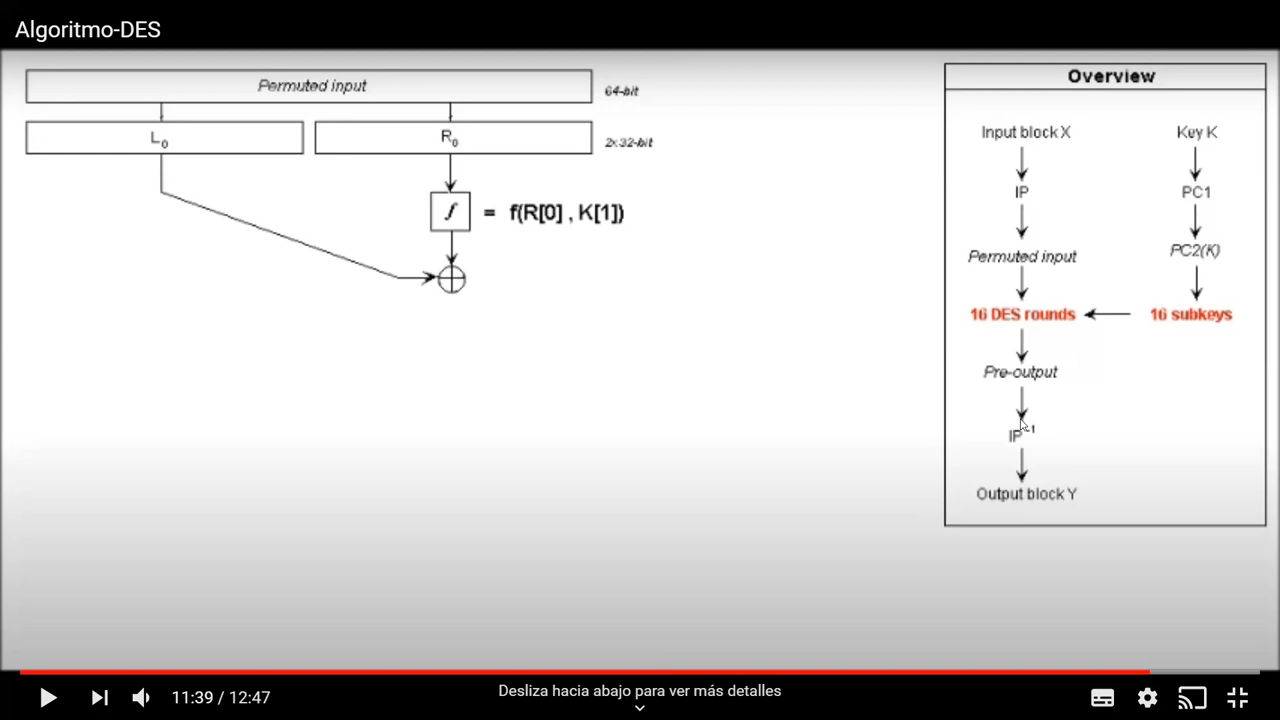 Algoritmo-DES
Permuted input
64-bit
L0
R0
2x32-bit
f = f(R[0] , K[1])
Overview
Input block X
Key K
IP
PC1
Permuted input
PC2(K)
16 DES rounds
16 subkeys
Pre-output
IP-1
Output block Y
11:39 / 12:47
Desliza hacia abajo para ver más detalles